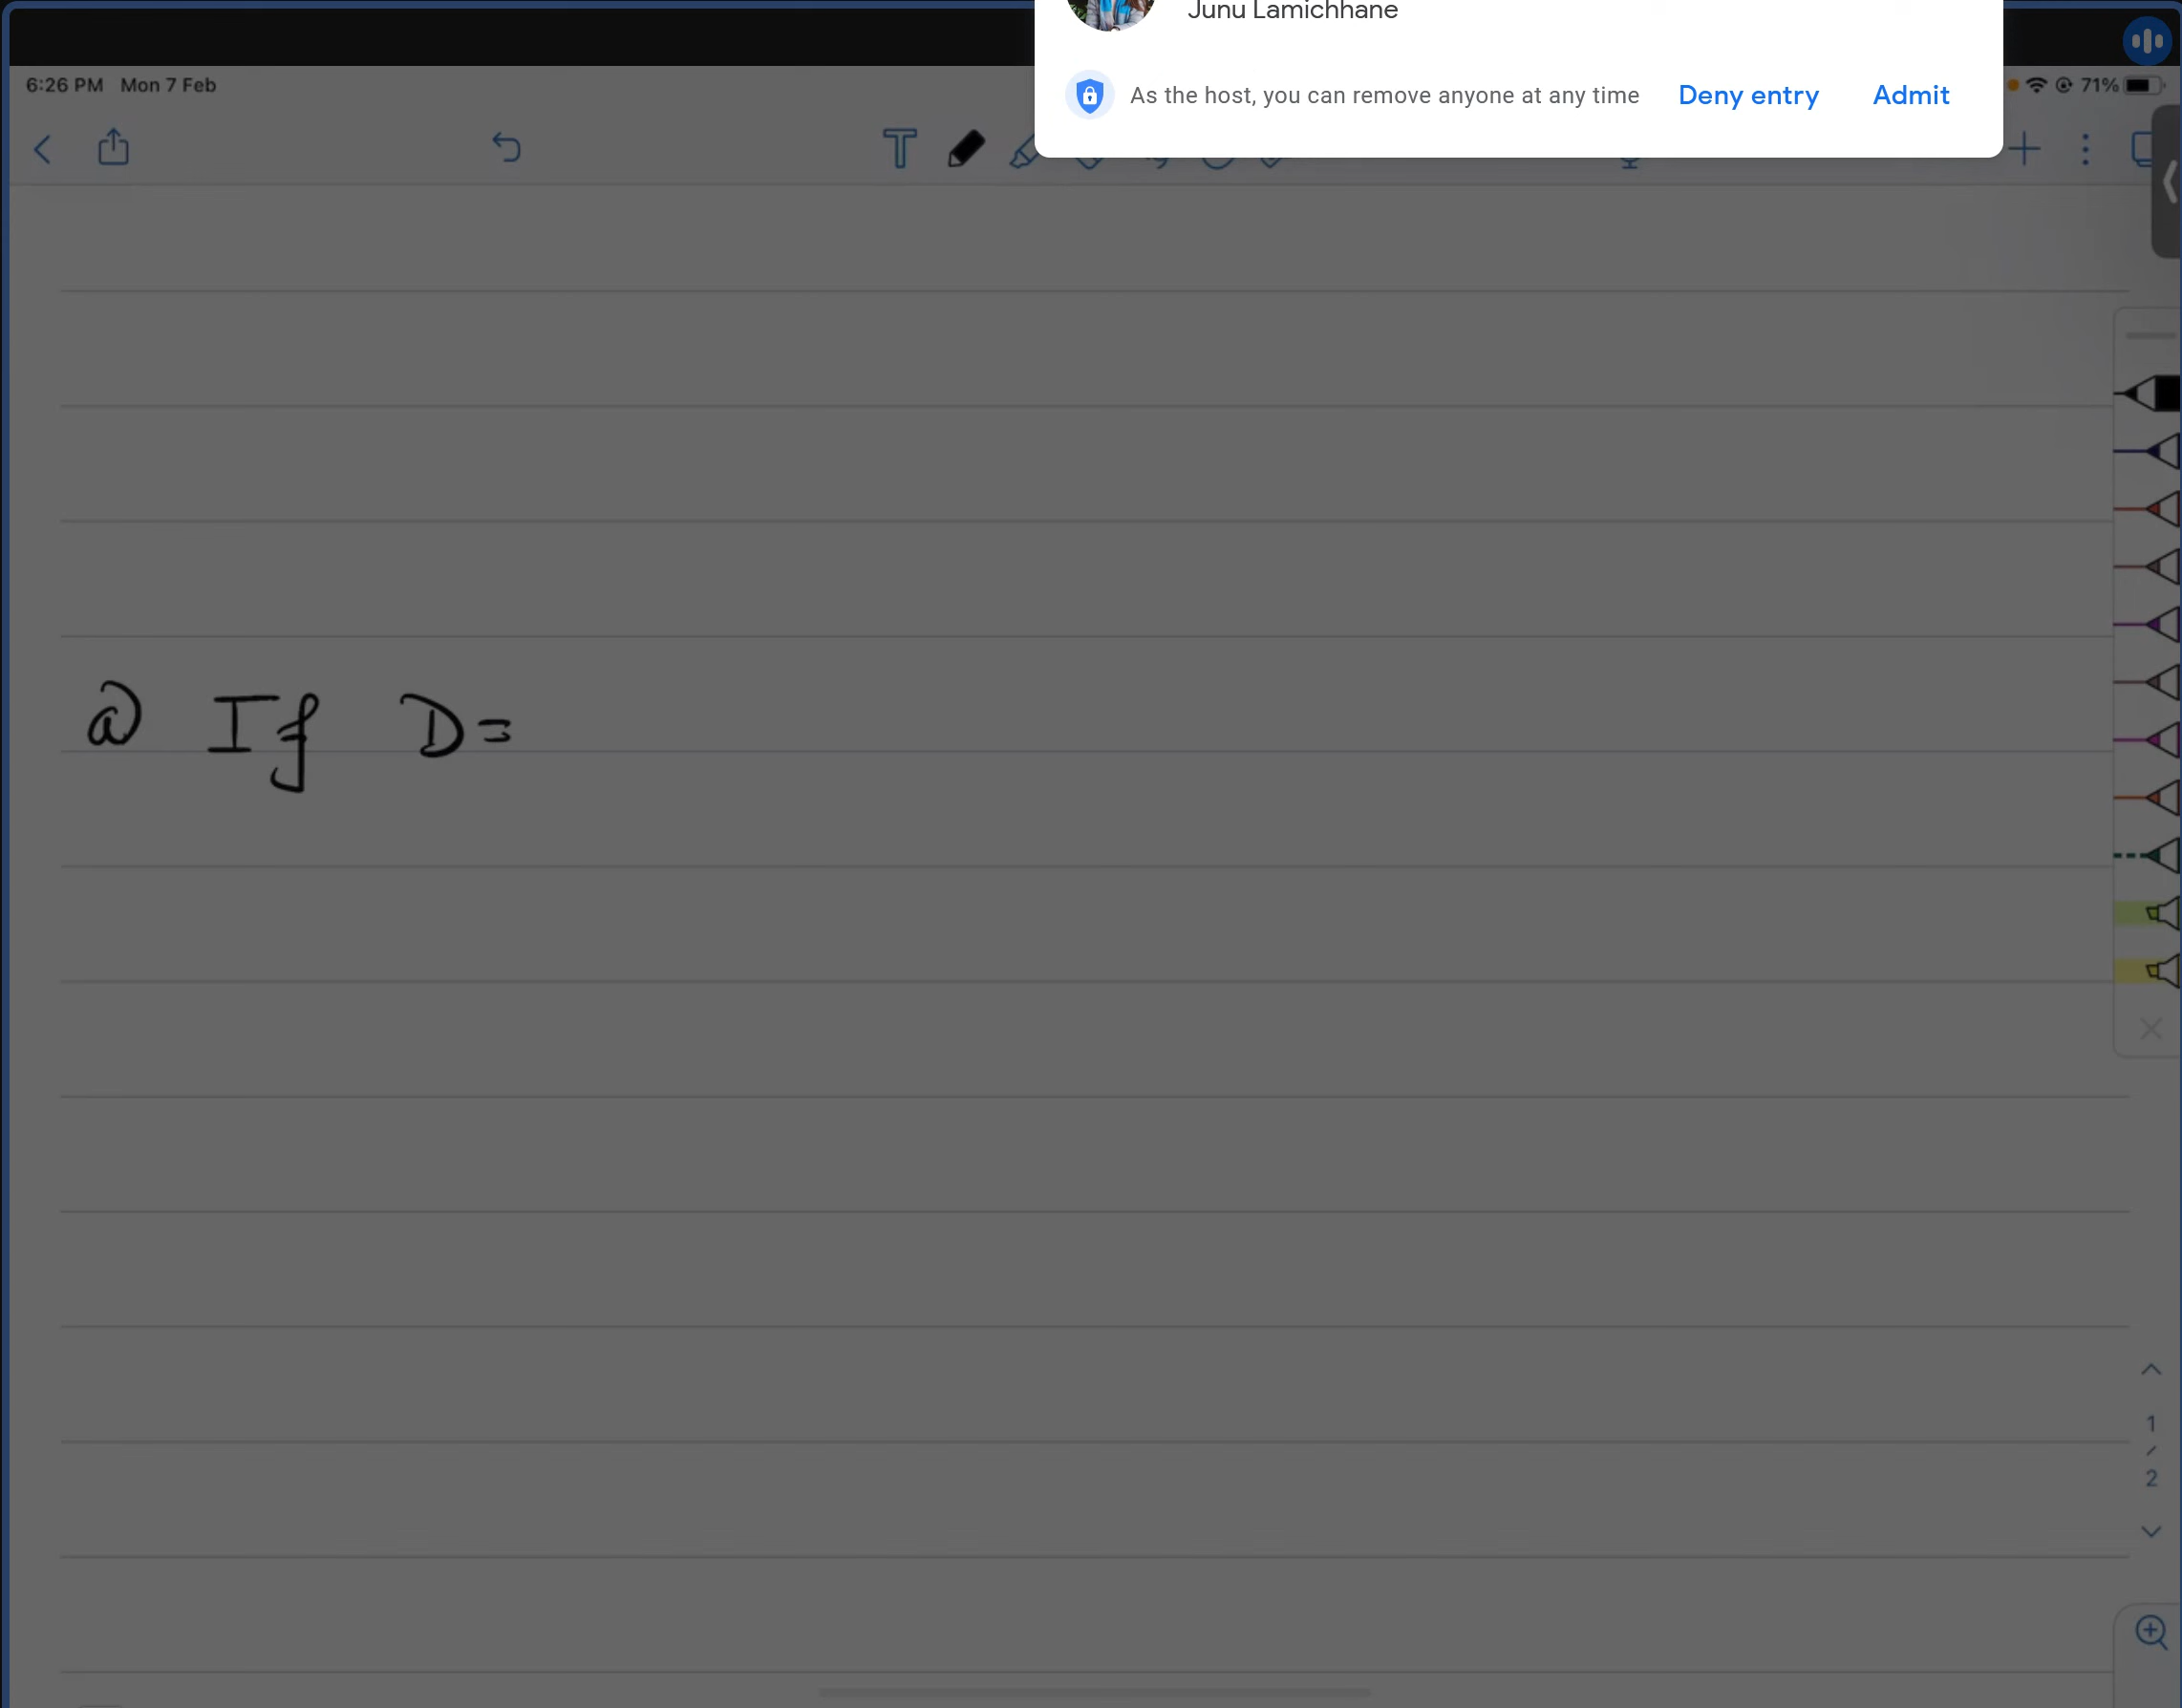 Junu Lamichhane
6:26 PM Mon 7 Feb
71%
As the host, you can remove anyone at any time Deny entry Admit
a) If D=
1
/
2